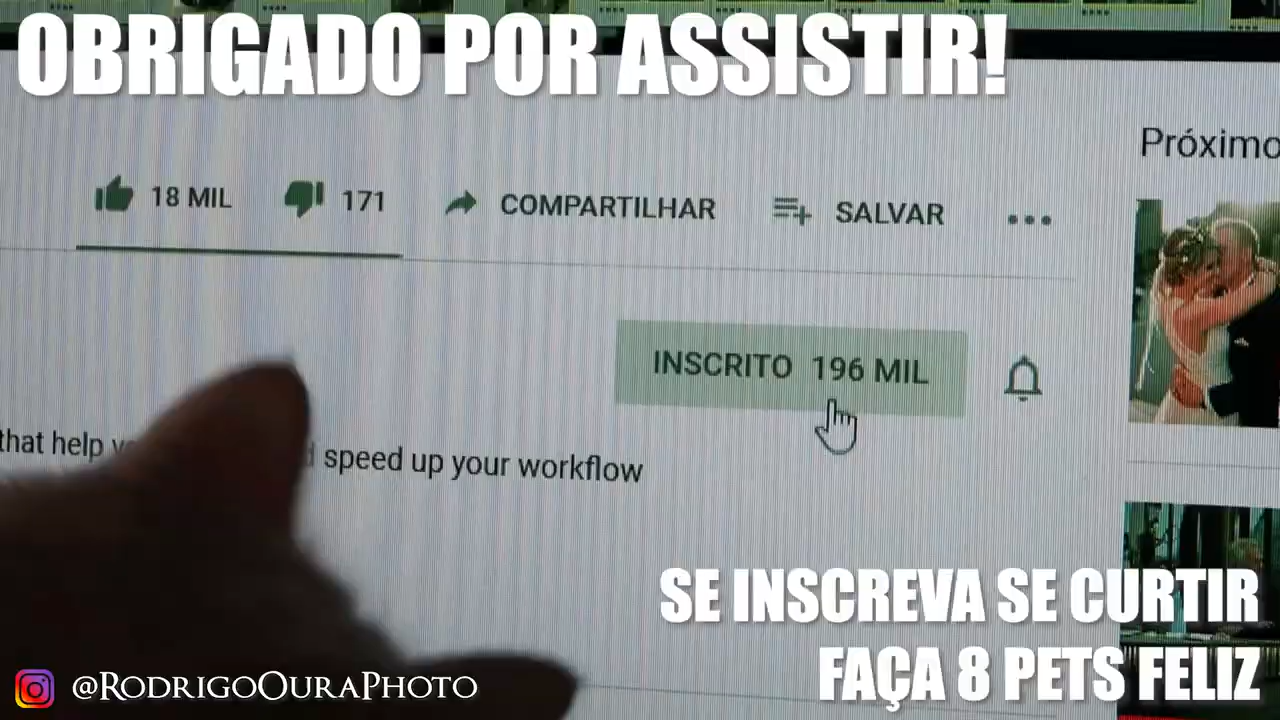 OBRIGADO POR ASSISTIR!
Próximo
18 MIL 171 COMPARTILHAR SALVAR
INSCRITO 196 MIL
that help speed up your workflow
SE INSCREVA SE CURTIR
FAÇA 8 PETS FELIZ
@RODRIGOOURAPHOTO